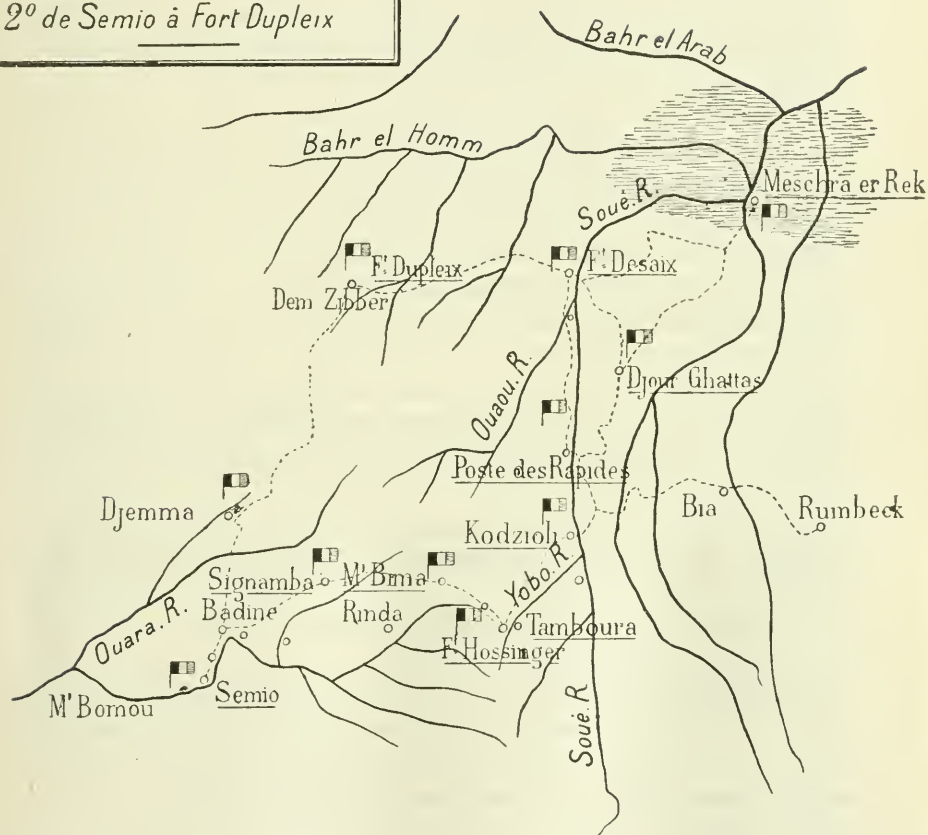 2º de Semio à Fort Dupleix
Bahr el Arab
Bahr el Homm
Meschra er Rek
Soué. R.
Ft Dupleix
Ft Desaix
Dem Zibber
Djour Ghattas
Ouaou. R.
Poste des Rapides
Djemma
Bia
Rumbeck
Kodzioli
Signamba
M' Bima
Yobo. R.
Badine
Rinda
Tamboura
Ouara. R.
Ft Hossinger
Semio
M' Bomou
Soué. R